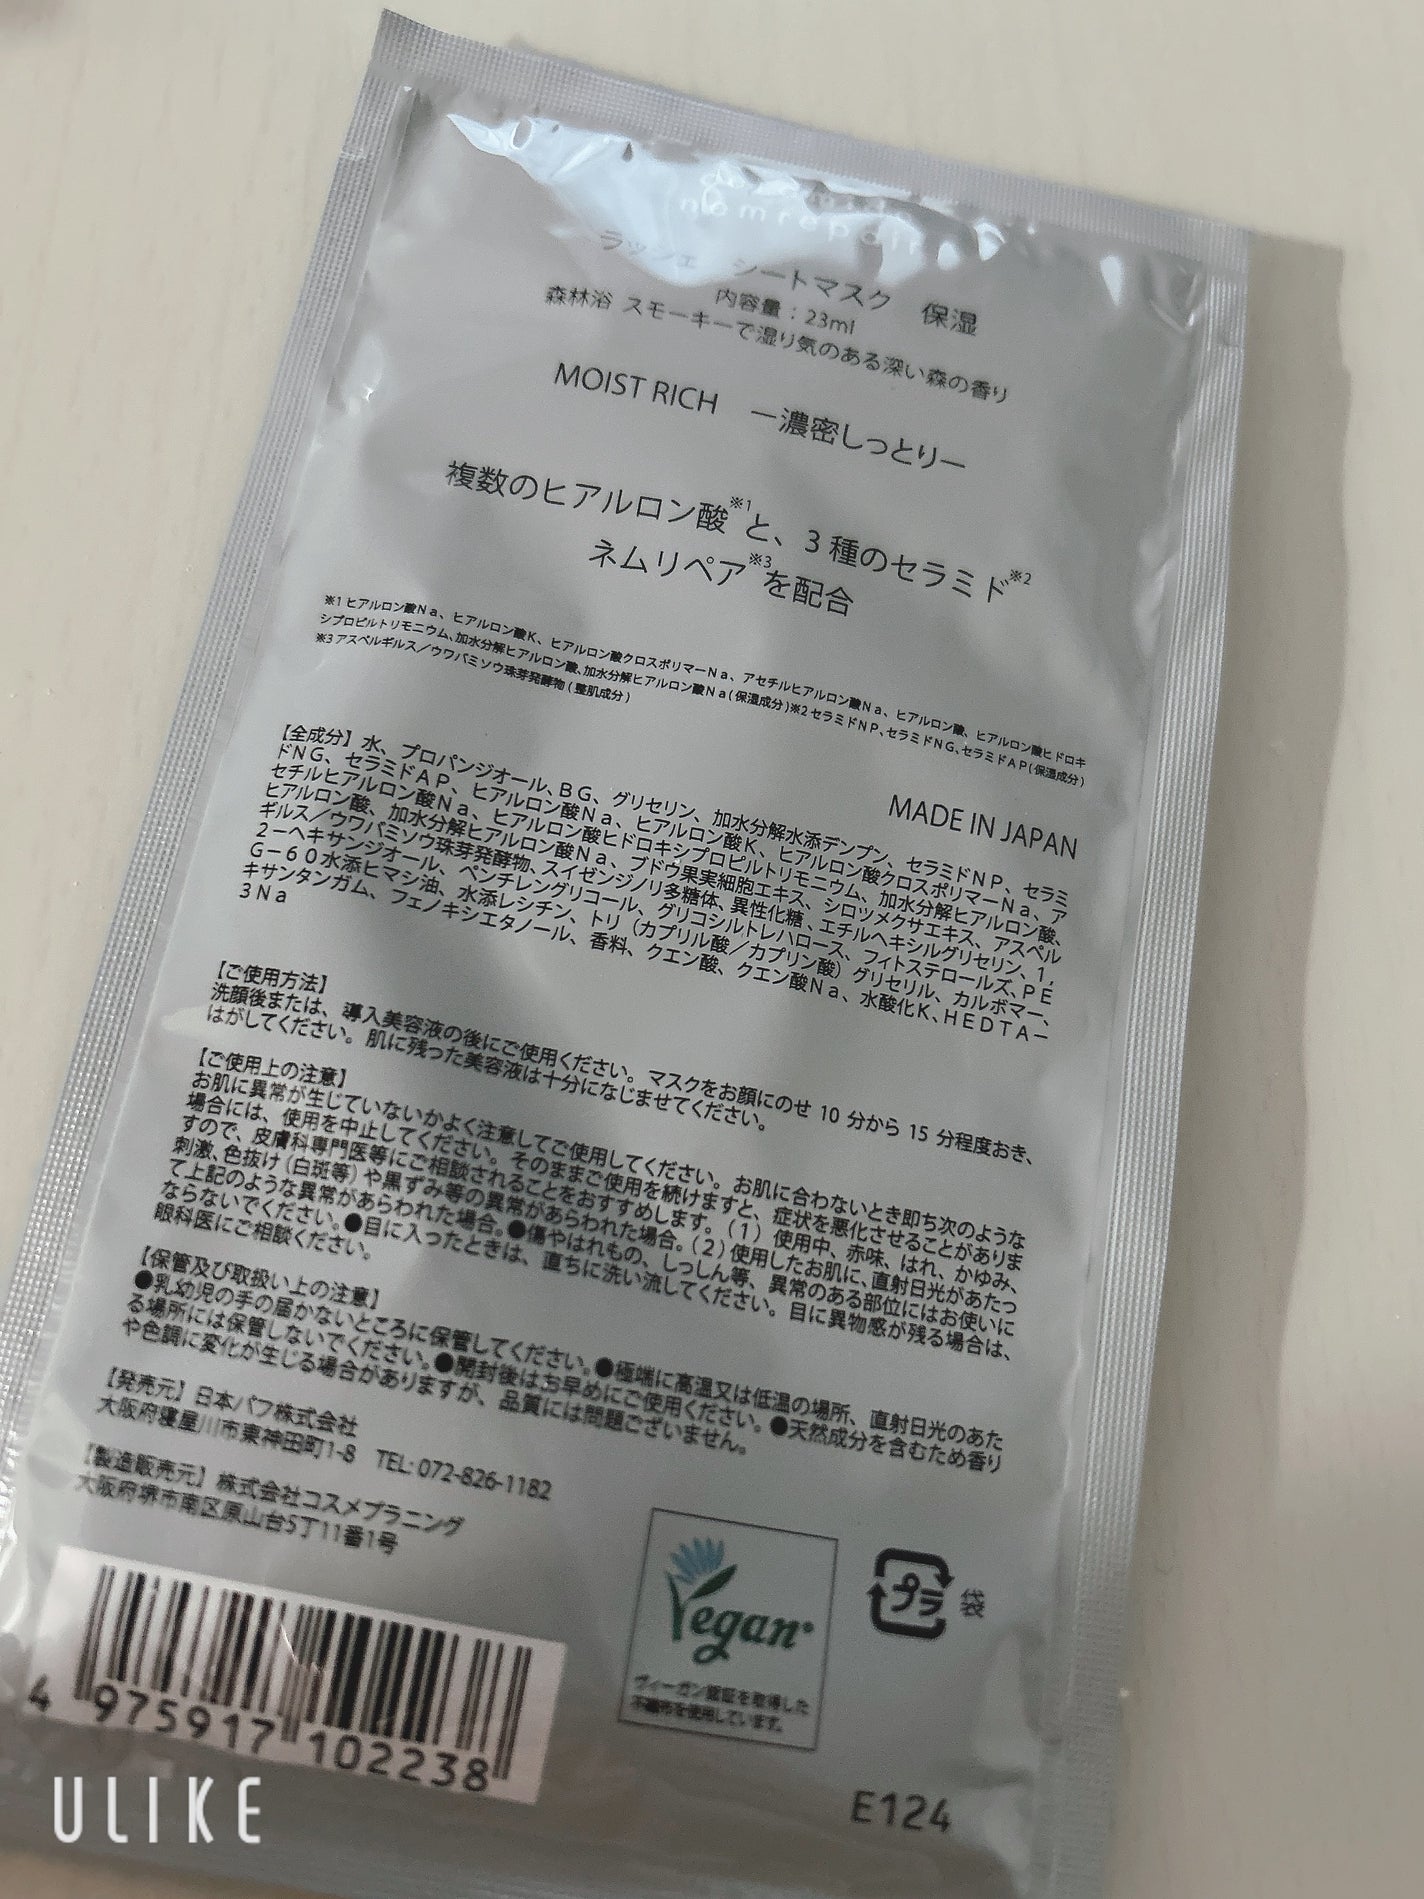 nemrepair
ラッシェ シートマスク 保湿
内容量：23ml
森林浴 スモーキーで湿り気のある深い森の香り
MOIST RICH ー濃密しっとりー
複数のヒアルロン酸※1と、3種のセラミド※2
ネムリペア※3を配合
※1 ヒアルロン酸Ｎａ、ヒアルロン酸Ｋ、ヒアルロン酸クロスポリマーＮａ、アセチルヒアルロン酸Ｎａ、ヒアルロン酸、ヒアルロン酸ヒドロキ
シプロピルトリモニウム、加水分解ヒアルロン酸、加水分解ヒアルロン酸Ｎａ(保湿成分)※2 セラミドＮＰ、セラミドＮＧ、セラミドＡＰ(保湿成分)
※3 アスペルギルス／ウワバミソウ珠芽発酵物 (整肌成分)
MADE IN JAPAN
【全成分】水、プロパンジオール、ＢＧ、グリセリン、加水分解水添デンプン、セラミドＮＰ、セラミ
ドＮＧ、セラミドＡＰ、ヒアルロン酸Ｎａ、ヒアルロン酸Ｋ、ヒアルロン酸クロスポリマーＮａ、ア
セチルヒアルロン酸Ｎａ、ヒアルロン酸ヒドロキシプロピルトリモニウム、加水分解ヒアルロン酸、
ヒアルロン酸、加水分解ヒアルロン酸Ｎａ、ブドウ果実細胞エキス、シロツメクサエキス、アスペル
ギルス／ウワバミソウ珠芽発酵物、スイゼンジノリ多糖体、異性化糖、エチルヘキシルグリセリン、１，
２－ヘキサンジオール、ペンチレングリコール、グリコシルトレハロース、フィトステロールズ、ＰＥ
Ｇ－６０水添ヒマシ油、水添レシチン、トリ（カプリル酸／カプリン酸）グリセリル、カルボマー、
キサンタンガム、フェノキシエタノール、香料、クエン酸、クエン酸Ｎａ、水酸化Ｋ、ＨＥＤＴＡ－
３Ｎａ
【ご使用方法】
洗顔後または、導入美容液の後にご使用ください。マスクをお顔にのせ 10 分から 15 分程度おき、
はがしてください。肌に残った美容液は十分になじませてください。
【ご使用上の注意】
お肌に異常が生じていないかよく注意してご使用してください。お肌に合わないとき即ち次のような
場合には、使用を中止してください。そのままご使用を続けますと、症状を悪化させることがありま
すので、皮膚科専門医等にご相談されることをおすすめします。(1) 使用中、赤味、はれ、かゆみ、
刺激、色抜け(白斑等)や黒ずみ等の異常があらわれた場合。(2)使用したお肌に、直射日光があたっ
て上記のような異常があらわれた場合。●傷やはれもの、しっしん等、異常のある部位にはお使いに
ならないでください。●目に入ったときは、直ちに洗い流してください。目に異物感が残る場合は、
眼科医にご相談ください。
【保管及び取扱い上の注意】
●乳幼児の手の届かないところに保管してください。●極端に高温又は低温の場所、直射日光のあた
る場所には保管しないでください。●開封後はお早めにご使用ください。●天然成分を含むため香り
や色調に変化が生じる場合がありますが、品質には問題ございません。
【発売元】日本パフ株式会社
大阪府寝屋川市東神田町1-8 TEL: 072-826-1182
【製造販売元】株式会社コスメプラニング
大阪府堺市南区原山台5丁11番1号
Vegan
ヴィーガン認証を取得した
不織布を使用しています。
プラ 袋
4 975917 102238
E124
ULIKE